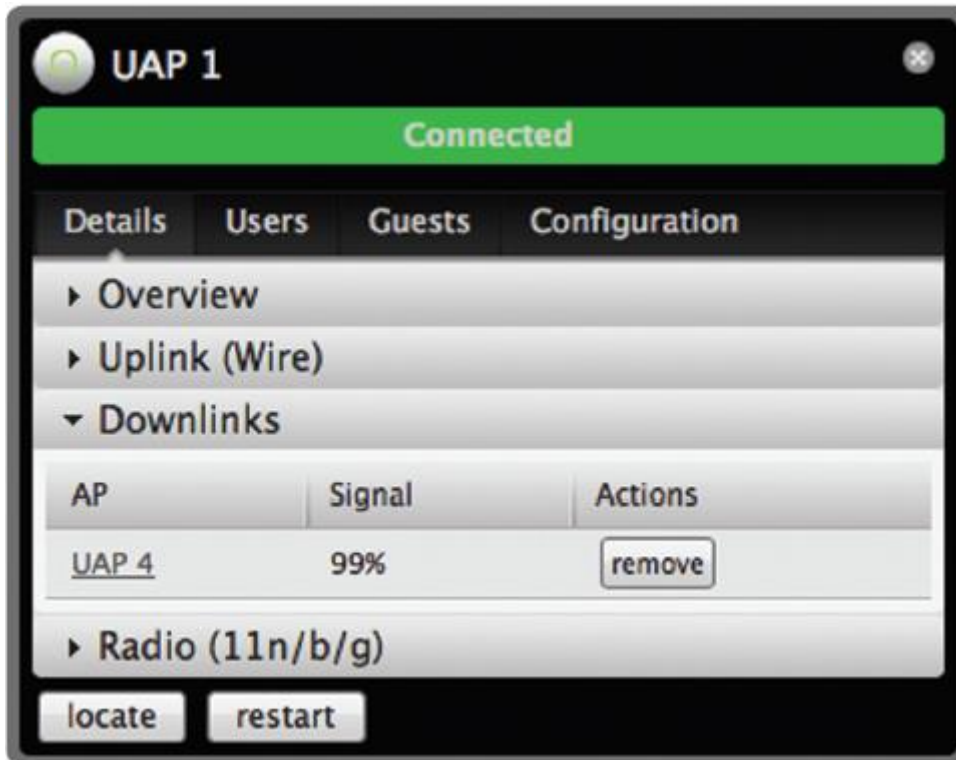 UAP 1
Connected
Details Users Guests Configuration
Overview
Uplink (Wire)
Downlinks
AP Signal Actions
UAP 4 99% remove
Radio (11n/b/g)
locate restart